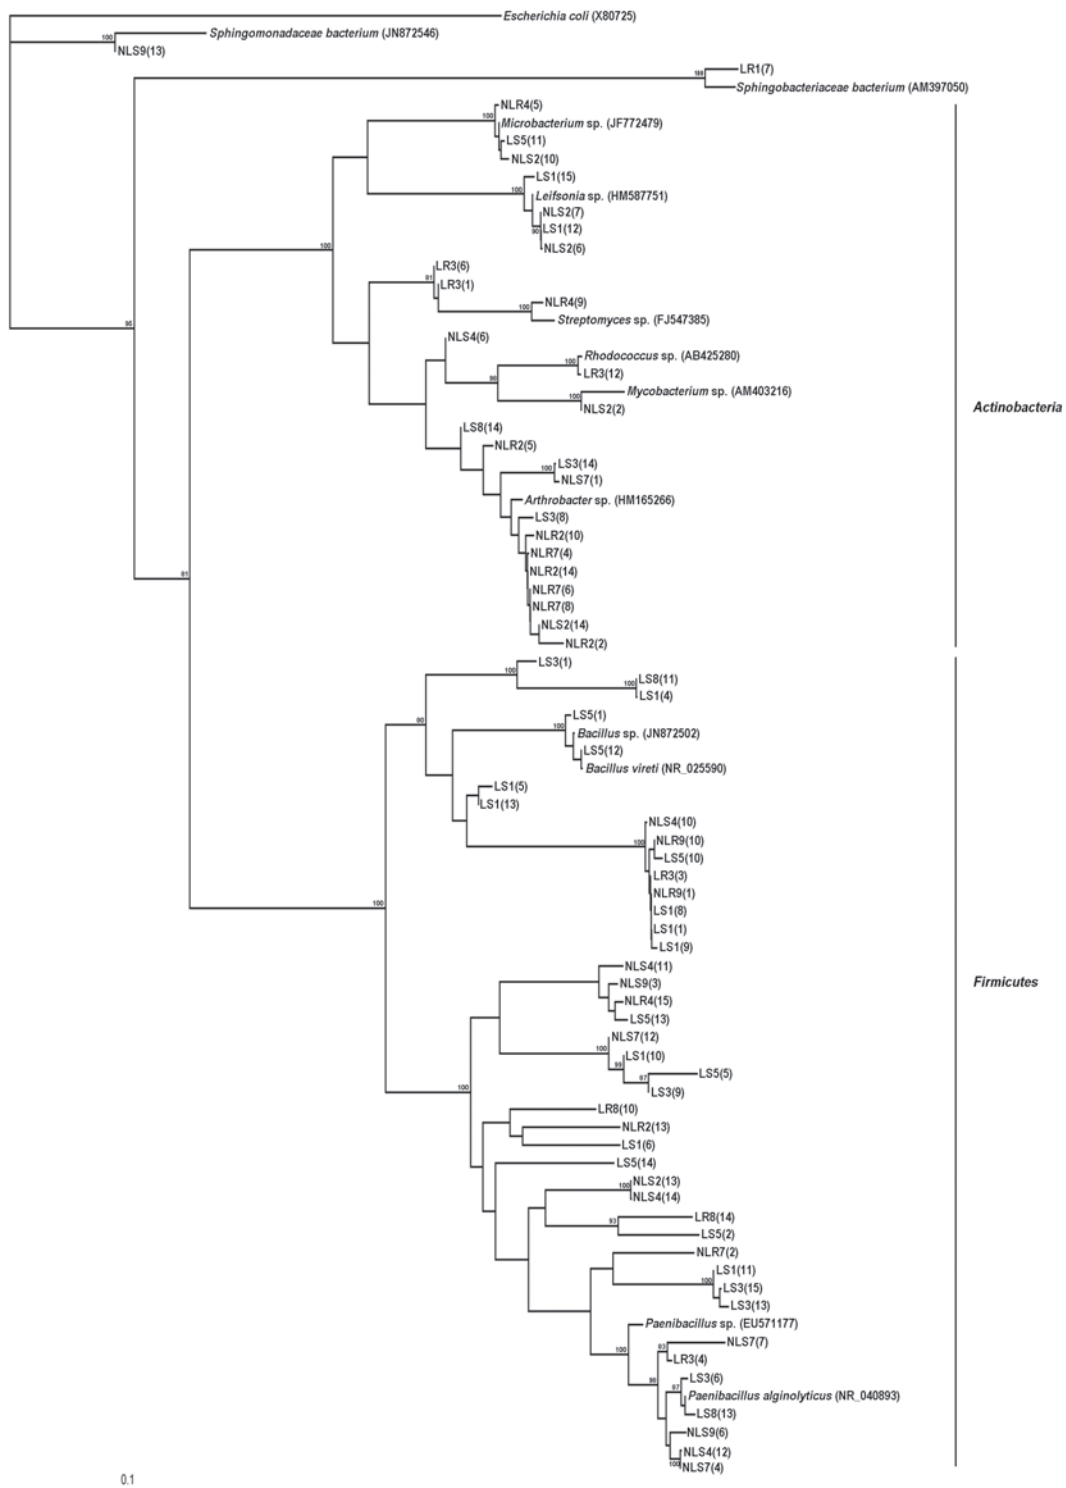 Escherichia coli (X80725)
100
Sphingomonadaceae bacterium (JN872546)
NLS9(13)
LR1(7)
Sphingobacteriaceae bacterium (AM397050)
NLR4(5)
100
Microbacterium sp. (JF772479)
LS5(11)
NLS2(10)
LS1(15)
100
Leifsonia sp. (HM587751)
NLS2(7)
LS1(12)
90
NLS2(6)
100
LR3(6)
LR3(1)
NLR4(9)
100
Streptomyces sp. (FJ547385)
95
NLS4(6)
Rhodococcus sp. (AB425280)
100
LR3(12)
Mycobacterium sp. (AM403216)
100
NLS2(2)
Actinobacteria
LS8(14)
NLR2(5)
LS3(14)
100
NLS7(1)
Arthrobacter sp. (HM165266)
LS3(8)
NLR2(10)
NLR7(4)
NLR2(14)
NLR7(6)
NLR7(8)
NLS2(14)
NLR2(2)
LS3(1)
100
LS8(11)
100
LS1(4)
LS5(1)
100
Bacillus sp. (JN872502)
LS5(12)
Bacillus vireti (NR_025590)
LS1(5)
LS1(13)
NLS4(10)
100
NLR9(10)
LS5(10)
LR3(3)
NLR9(1)
100
LS1(8)
LS1(1)
LS1(9)
NLS4(11)
NLS9(3)
Firmicutes
NLR4(15)
LS5(13)
NLS7(12)
100
LS1(10)
99
LS5(5)
97
LS3(9)
100
LR8(10)
NLR2(13)
LS1(6)
LS5(14)
NLS2(13)
100
NLS4(14)
LR8(14)
93
LS5(2)
NLR7(2)
LS1(11)
100
LS3(15)
LS3(13)
Paenibacillus sp. (EU571177)
NLS7(7)
100
93
LR3(4)
LS3(6)
97
Paenibacillus alginolyticus (NR_040893)
LS8(13)
NLS9(6)
NLS4(12)
100
NLS7(4)
0.1